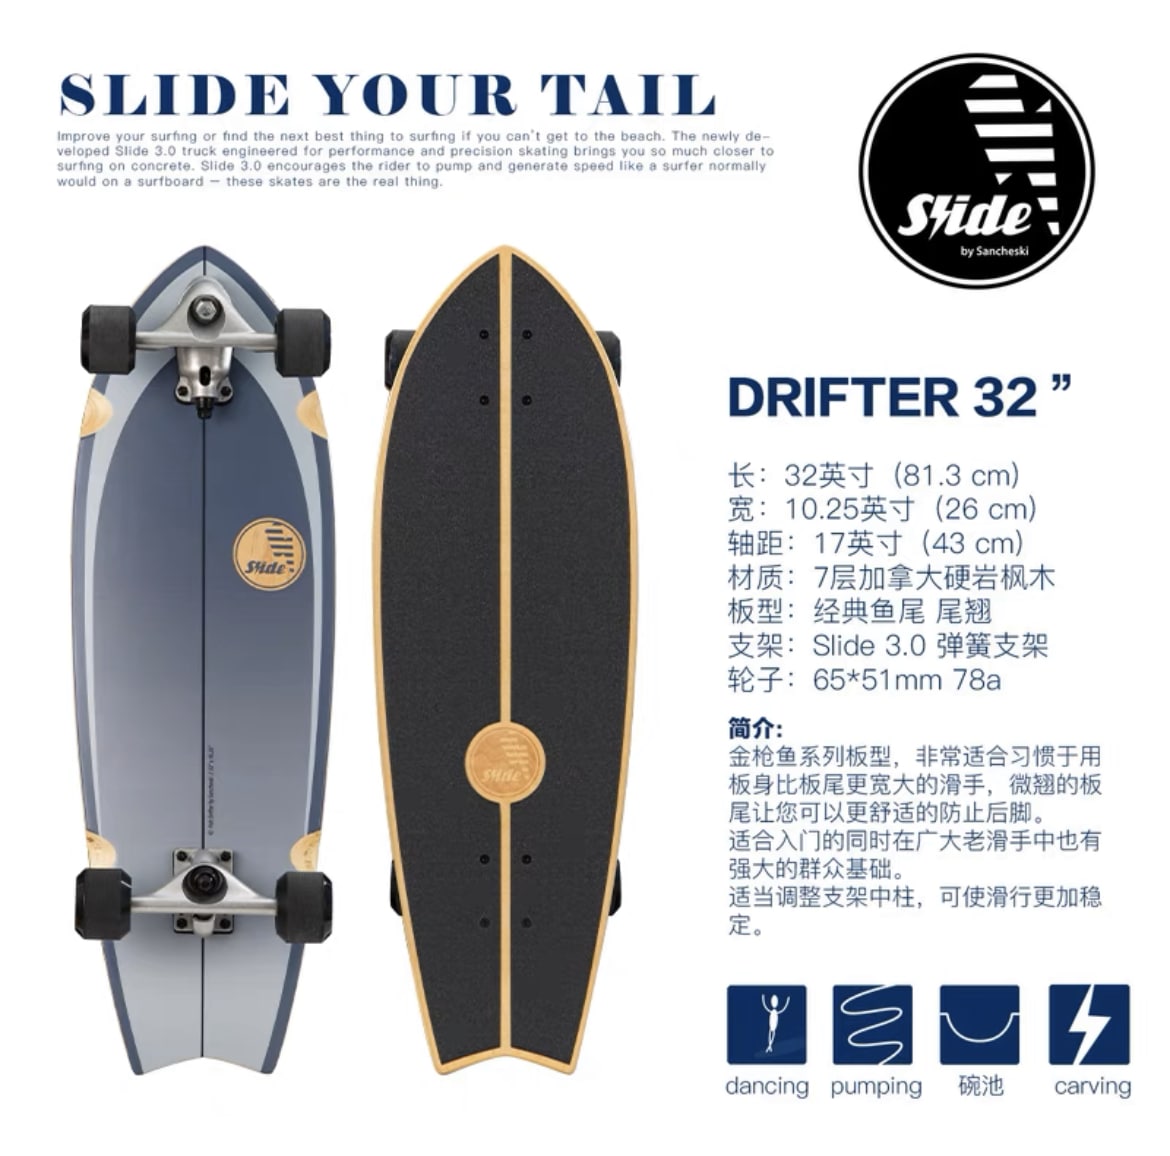 SLIDE YOUR TAIL
Improve your surfing or find the next best thing to surfing if you can't get to the beach. The newly de-
veloped Slide 3.0 truck engineered for performance and precision skating brings you so much closer to
surfing on concrete. Slide 3.0 encourages the rider to pump and generate speed like a surfer normally
would on a surfboard — these skates are the real thing.
Slide
by Sancheski
Slide
Slide
DRIFTER 32 ”
长：32英寸（81.3 cm）
宽：10.25英寸（26 cm）
轴距：17英寸（43 cm）
材质：7层加拿大硬岩枫木
板型：经典鱼尾 尾翘
支架：Slide 3.0 弹簧支架
轮子：65*51mm 78a
简介:
金枪鱼系列板型，非常适合习惯于用
板身比板尾更宽大的滑手，微翘的板
尾让您可以更舒适的防止后脚。
适合入门的同时在广大老滑手中也有
强大的群众基础。
适当调整支架中柱，可使滑行更加稳
定。
dancing
pumping
碗池
carving